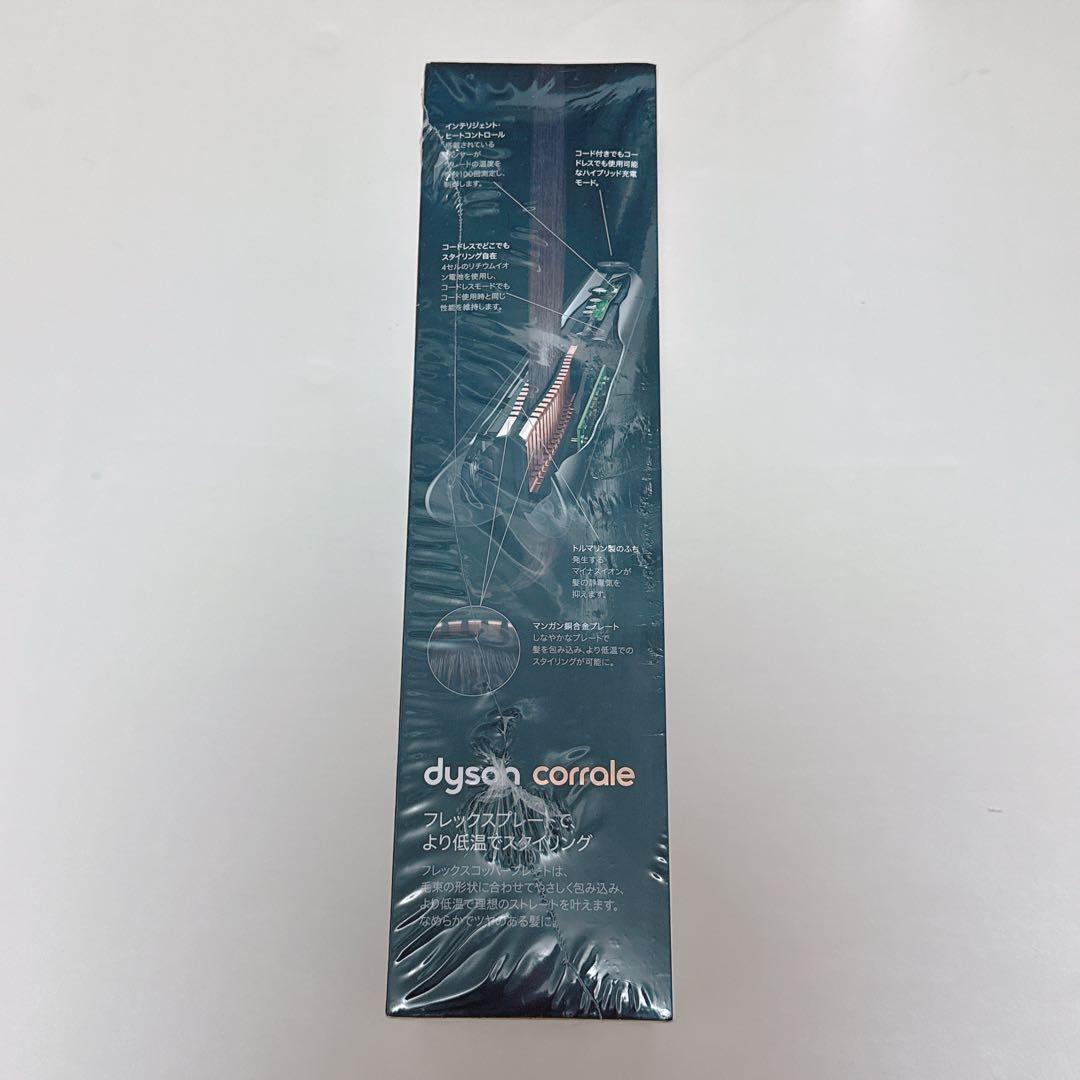 インテリジェント・
ヒートコントロール
搭載されている
センサーが
プレートの温度を
毎秒100回測定し、
制御します。
コード付きでもコー
ドレスでも使用可能
なハイブリッド充電
モード。
コードレスでどこでも
スタイリング自在
4セルのリチウムイオ
ン電池を使用し、
コードレスモードでも
コード使用時と同じ
性能を維持します。
トルマリン製のふち
発生する
マイナスイオンが
髪の静電気を
抑えます。
マンガン銅合金プレート
しなやかなプレートで
髪を包み込み、より低温での
スタイリングが可能に。
dyson corrale
フレックスプレートで、
より低温でスタイリング
フレックスコッパープレートは、
毛束の形状に合わせてやさしく包み込み、
より低温で理想のストレートを叶えます。
なめらかでツヤのある髪に。